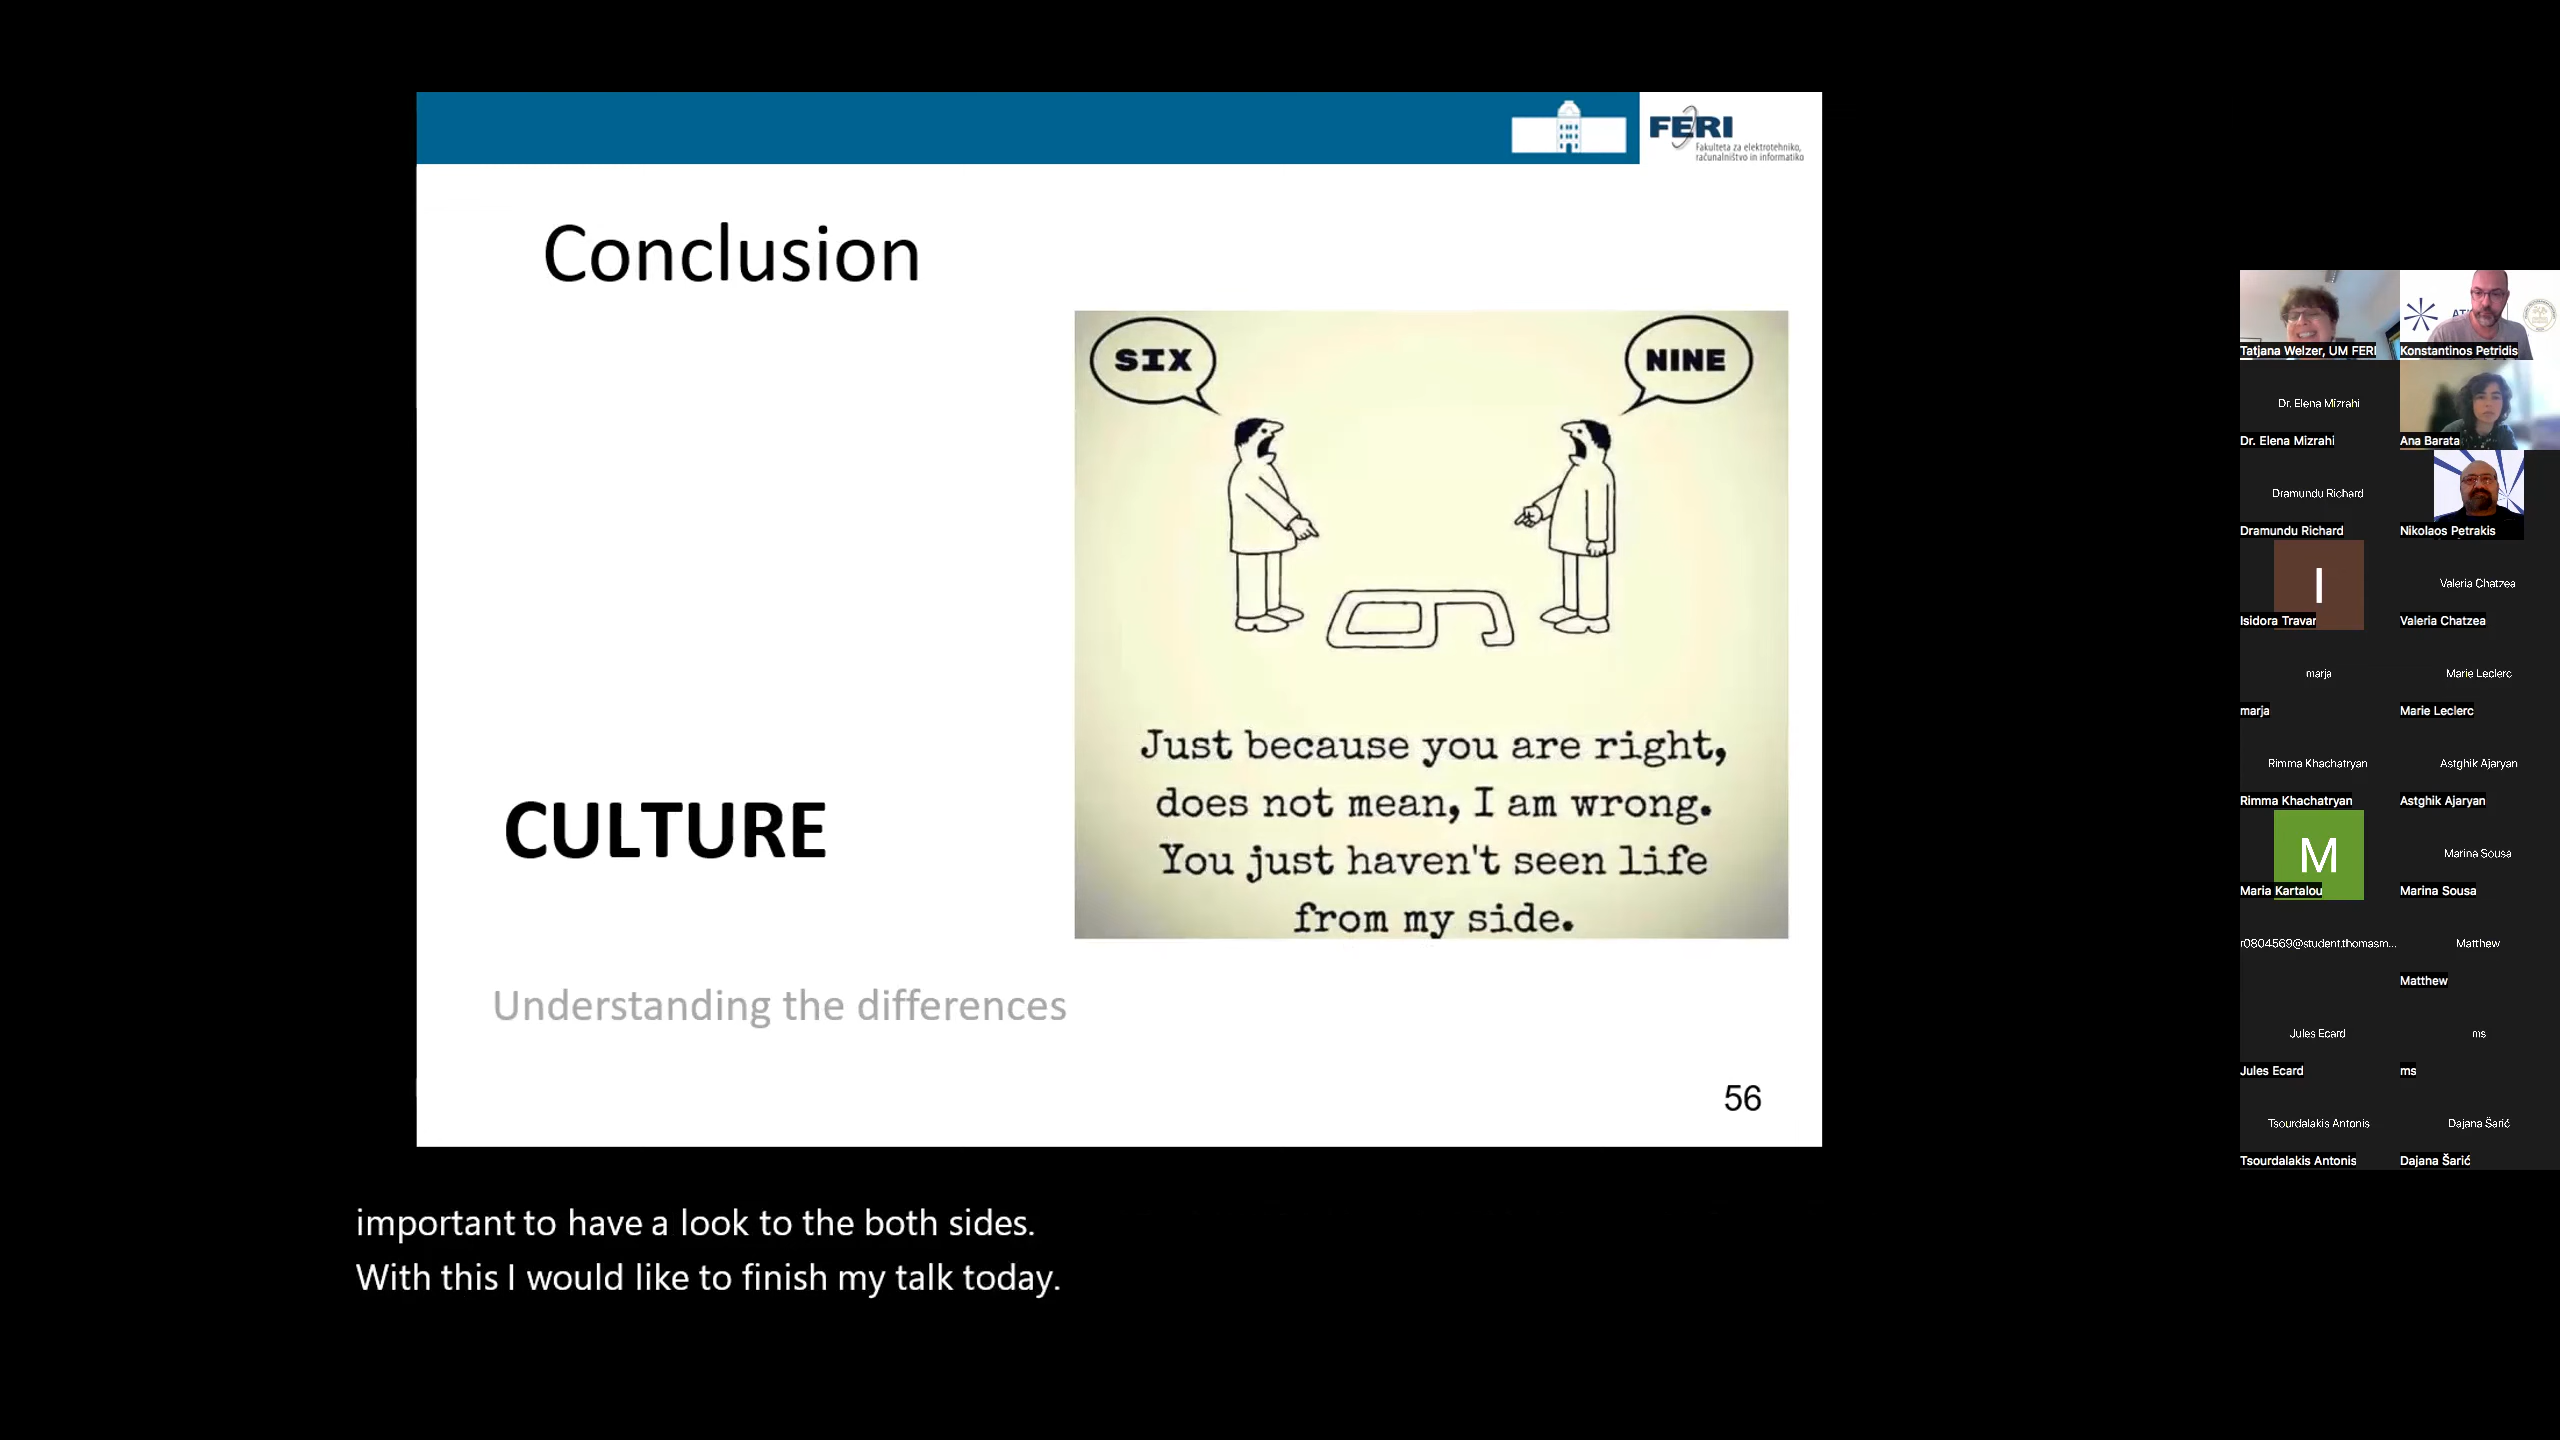 FERI
Fakulteta za elektrotehniko,
računalništvo in informatiko
Conclusion
SIX
NINE
Just because you are right,
does not mean, I am wrong.
You just haven't seen life
from my side.
CULTURE
Understanding the differences
56
important to have a look to the both sides.
With this I would like to finish my talk today.
Tatjana Welzer, UM FERI
Konstantinos Petridis
Dr. Elena Mizrahi
Dr. Elena Mizrahi
Ana Barata
Dramundu Richard
Dramundu Richard
Nikolaos Petrakis
I
Isidora Travar
Valeria Chatzea
Valeria Chatzea
marja
marja
Marie Leclerc
Marie Leclerc
Rimma Khachatryan
Rimma Khachatryan
Astghik Ajaryan
Astghik Ajaryan
M
Maria Kartalou
Marina Sousa
Marina Sousa
r0804569@student.thomasm...
Matthew
Matthew
Jules Ecard
Jules Ecard
ms
ms
Tsourdalakis Antonis
Tsourdalakis Antonis
Dajana Šarić
Dajana Šarić